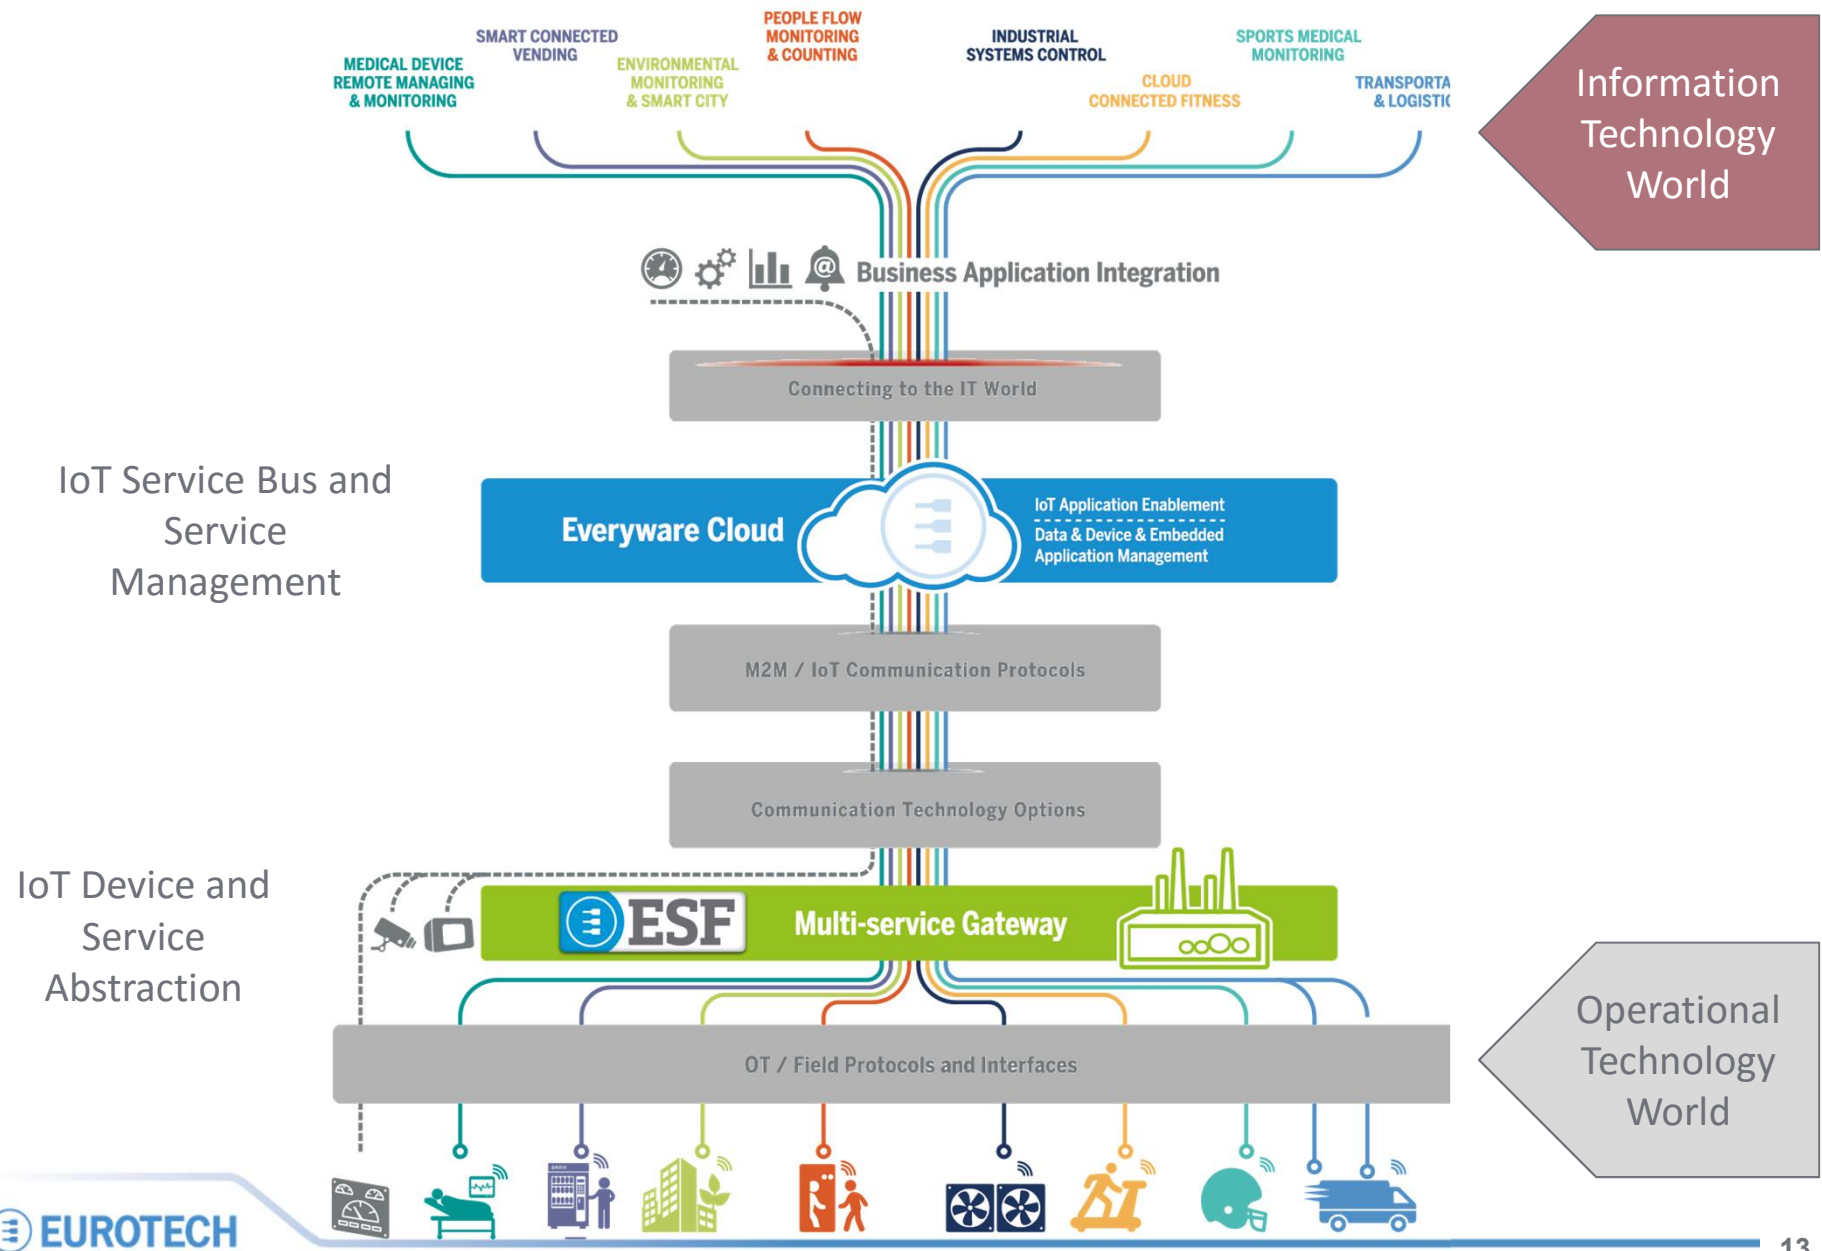 PEOPLE FLOW
MONITORING
& COUNTING
SMART CONNECTED
VENDING
INDUSTRIAL
SYSTEMS CONTROL
SPORTS MEDICAL
MONITORING
MEDICAL DEVICE
REMOTE MANAGING
& MONITORING
ENVIRONMENTAL
MONITORING
& SMART CITY
CLOUD
CONNECTED FITNESS
TRANSPORTA
& LOGISTIC
Information
Technology
World
@ Business Application Integration
Connecting to the IT World
IoT Service Bus and
Service
Management
Everyware Cloud
IoT Application Enablement
Data & Device & Embedded
Application Management
M2M / IoT Communication Protocols
Communication Technology Options
IoT Device and
Service
Abstraction
ESF
Multi-service Gateway
OT / Field Protocols and Interfaces
Operational
Technology
World
EUROTECH
13